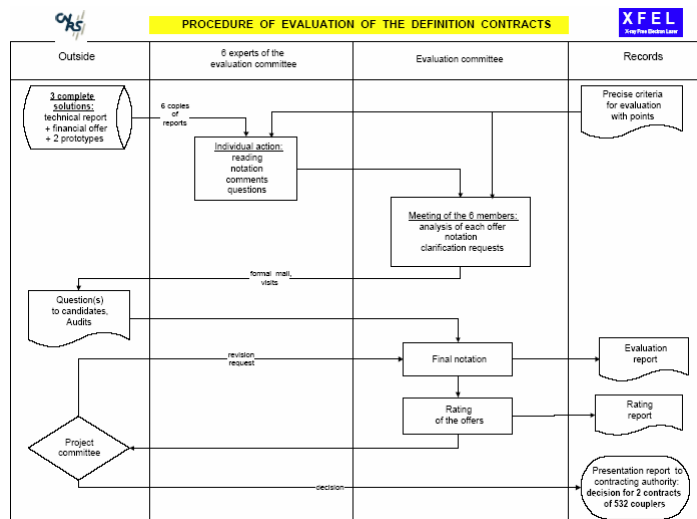 CNRS
PROCEDURE OF EVALUATION OF THE DEFINITION CONTRACTS
XFEL
X-ray Free Electron Laser
Outside
6 experts of the
evaluation committee
Evaluation committee
Records
3 complete
solutions:
technical report
+ financial offer
+ 2 prototypes
6 copies
of
reports
Precise criteria
for evaluation
with points
Individual action:
reading
notation
comments
questions
Meeting of the 6 members:
analysis of each offer
notation
clarification requests
formal mail,
visits
Question(s)
to candidates,
Audits
revision
request
Final notation
Evaluation
report
Rating
of the offers
Rating
report
Project
committee
decision
Presentation report to
contracting authority:
decision for 2 contracts
of 532 couplers